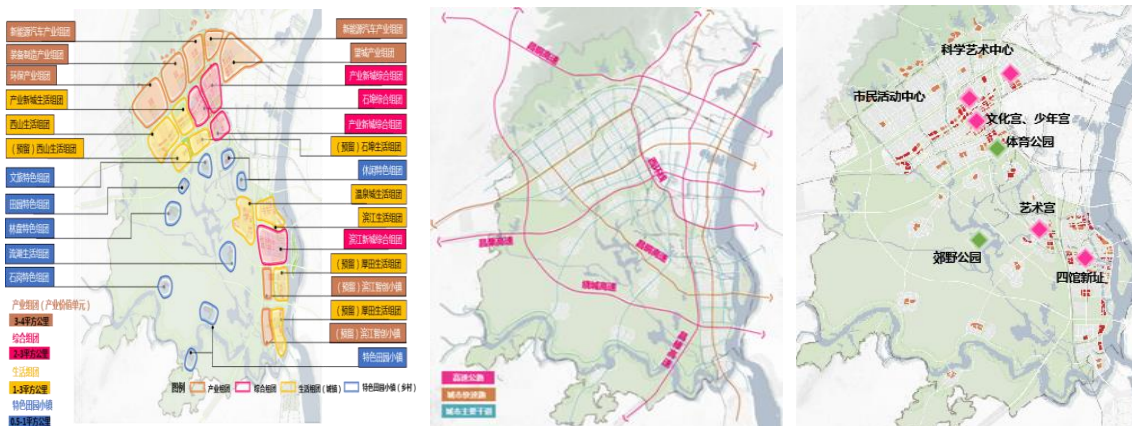 新能源汽车产业组团
装备制造产业组团
环保产业组团
产业新城生活组团
西山生活组团
（预留）西山生活组团
文旅特色组团
田园特色组团
林盘特色组团
流湖生活组团
石岗特色组团
新能源汽车产业组团
望城产业组团
产业新城综合组团
石埠综合组团
产业新城综合组团
（预留）石埠生活组团
休闲特色组团
温泉城生活组团
滨江生活组团
滨江新城综合组团
（预留）厚田生活组团
（预留）滨江智创小镇
（预留）厚田生活组团
（预留）滨江智创小镇
特色田园小镇
产业组团（产业价值单元）
3-4平方公里
综合组团
2-3平方公里
生活组团
1-3平方公里
特色田园小镇
0.5-1平方公里
图例
产业组团
综合组团
生活组团（城镇）
特色田园小镇（乡村）
昌铜高速
西环线
昌栗高速
绕城高速
高速公路
城市快速路
城市主要干道
科学艺术中心
市民活动中心
文化宫、少年宫
体育公园
艺术宫
郊野公园
四馆新址